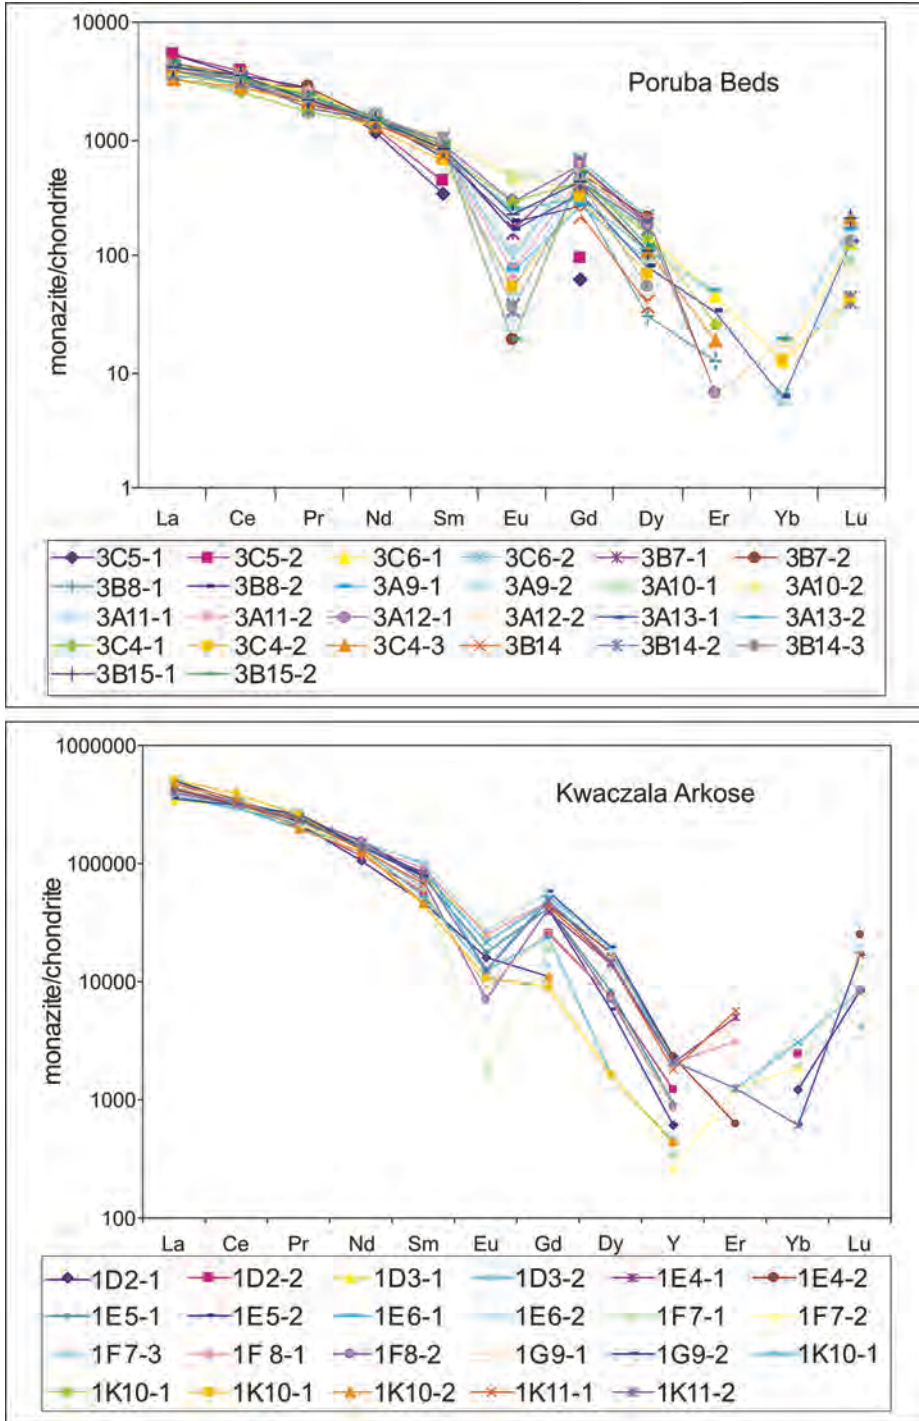 10000
Poruba Beds
1000
monazite/chondrite
100
10
1
La Ce Pr Nd Sm Eu Gd Dy Er Yb Lu
3C5-1 3C5-2 3C6-1 3C6-2 3B7-1 3B7-2
3B8-1 3B8-2 3A9-1 3A9-2 3A10-1 3A10-2
3A11-1 3A11-2 3A12-1 3A12-2 3A13-1 3A13-2
3C4-1 3C4-2 3C4-3 3B14 3B14-2 3B14-3
3B15-1 3B15-2
1000000
Kwaczala Arkose
100000
monazite/chondrite
10000
1000
100
La Ce Pr Nd Sm Eu Gd Dy Y Er Yb Lu
1D2-1 1D2-2 1D3-1 1D3-2 1E4-1 1E4-2
1E5-1 1E5-2 1E6-1 1E6-2 1F7-1 1F7-2
1F7-3 1F 8-1 1F8-2 1G9-1 1G9-2 1K10-1
1K10-1 1K10-1 1K10-2 1K11-1 1K11-2